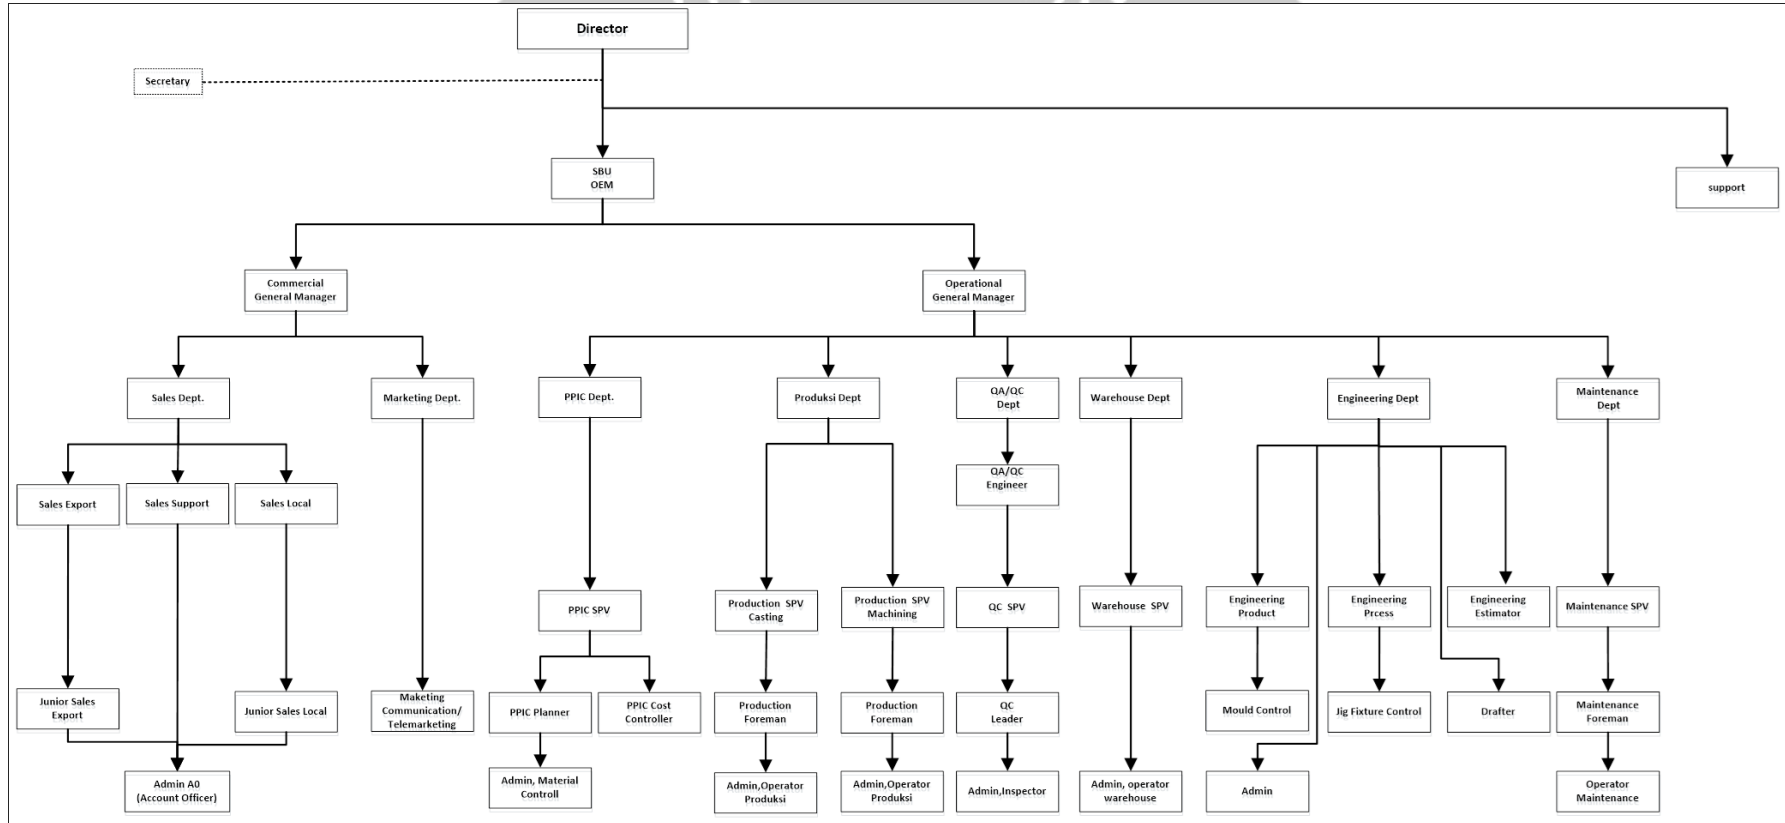 Director
Secretary
SBU
OEM
support
Commercial
General Manager
Operational
General Manager
Sales Dept.
Marketing Dept.
PPIC Dept.
Produksi Dept
QA/QC
Dept
Warehouse Dept
Engineering Dept
Maintenance
Dept
QA/QC
Engineer
Sales Export
Sales Support
Sales Local
PPIC SPV
Production SPV
Casting
Production SPV
Machining
QC SPV
Warehouse SPV
Engineering
Product
Engineering
Prcess
Engineering
Estimator
Maintenance SPV
Junior Sales
Export
Junior Sales Local
Maketing
Communication/
Telemarketing
PPIC Planner
PPIC Cost
Controller
Production
Foreman
Production
Foreman
QC
Leader
Mould Control
Jig Fixture Control
Drafter
Maintenance
Foreman
Admin A0
(Account Officer)
Admin, Material
Controll
Admin,Operator
Produksi
Admin,Operator
Produksi
Admin,Inspector
Admin, operator
warehouse
Admin
Operator
Maintenance